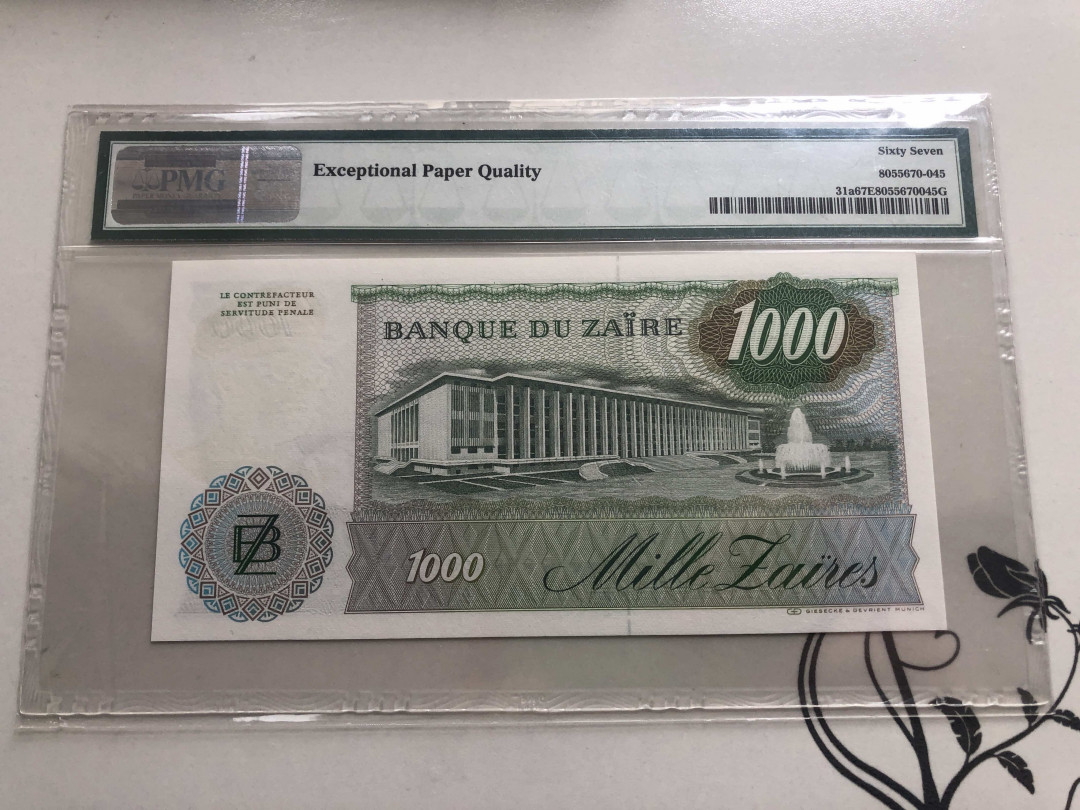 PMG
Exceptional Paper Quality
Sixty Seven
8055670-045
31a67E8055670045G
LE CONTREFACTEUR
EST PUNI DE
SERVITUDE PENALE
BANQUE DU ZAÏRE
1000
BZ
1000
Mille Zaïres
GIESECKE & DEVRIENT MUNICH